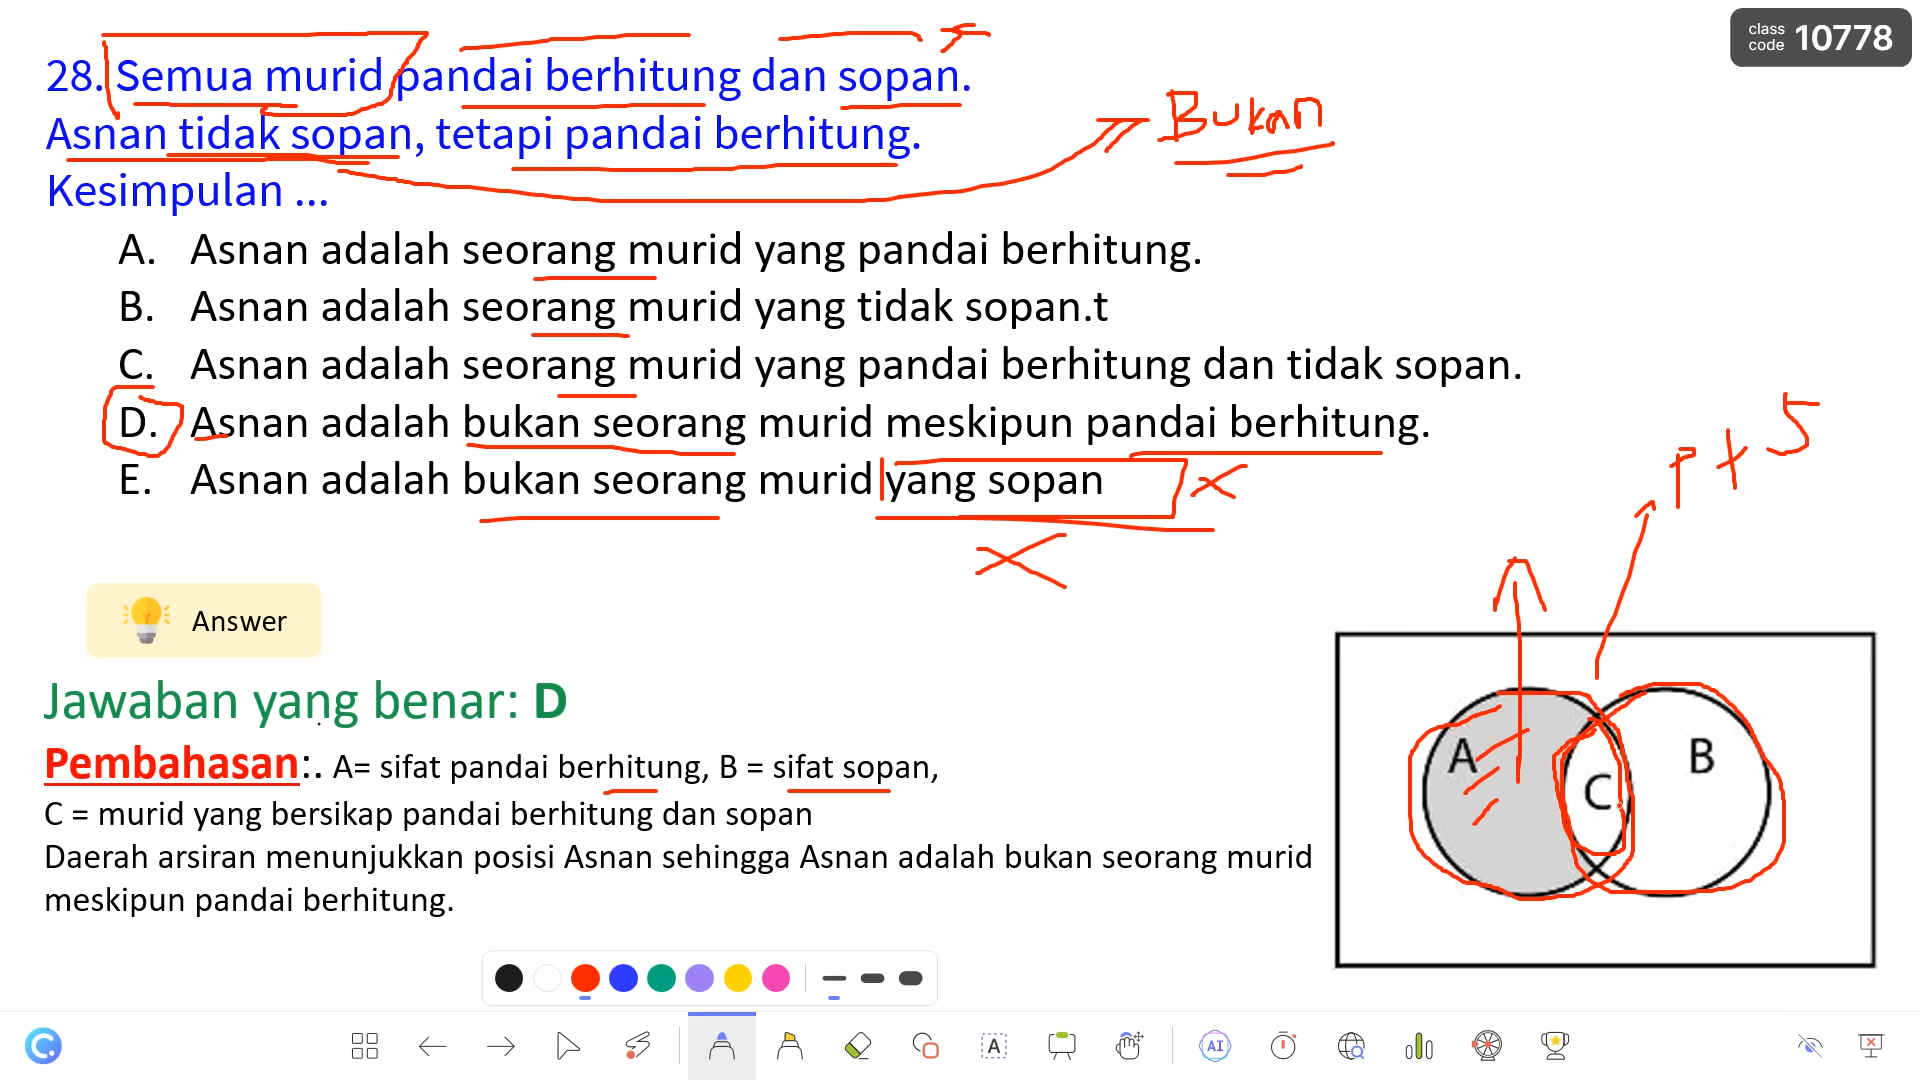 class code 10778
28. Semua murid pandai berhitung dan sopan.
Asnan tidak sopan, tetapi pandai berhitung.
Kesimpulan ...
Bukan
A. Asnan adalah seorang murid yang pandai berhitung.
B. Asnan adalah seorang murid yang tidak sopan.t
C. Asnan adalah seorang murid yang pandai berhitung dan tidak sopan.
D. Asnan adalah bukan seorang murid meskipun pandai berhitung.
E. Asnan adalah bukan seorang murid yang sopan
Answer
Jawaban yang benar: D
Pembahasan:. A= sifat pandai berhitung, B = sifat sopan,
C = murid yang bersikap pandai berhitung dan sopan
Daerah arsiran menunjukkan posisi Asnan sehingga Asnan adalah bukan seorang murid
meskipun pandai berhitung.
A
C
B
A
AI